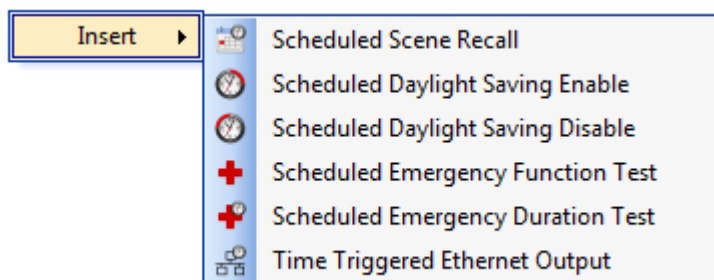 Insert
Scheduled Scene Recall
Scheduled Daylight Saving Enable
Scheduled Daylight Saving Disable
Scheduled Emergency Function Test
Scheduled Emergency Duration Test
Time Triggered Ethernet Output